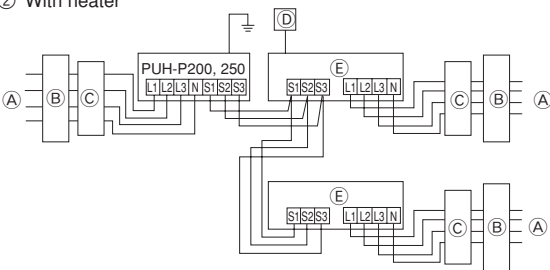 ② With heater
Ⓓ
PUH-P200, 250
Ⓔ
L1 L2 L3 N S1 S2 S3
S1 S2 S3
L1 L2 L3 N
Ⓐ
Ⓑ
Ⓒ
Ⓒ
Ⓑ
Ⓐ
Ⓔ
S1 S2 S3
L1 L2 L3 N
Ⓒ
Ⓑ
Ⓐ